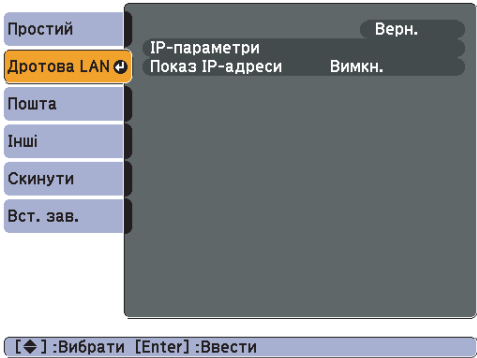 Простий
Дротова LAN
Пошта
Інші
Скинути
Вст. зав.
Верн.
IP-параметри
Показ IP-адреси Вимкн.
[◆] :Вибрати [Enter] :Ввести